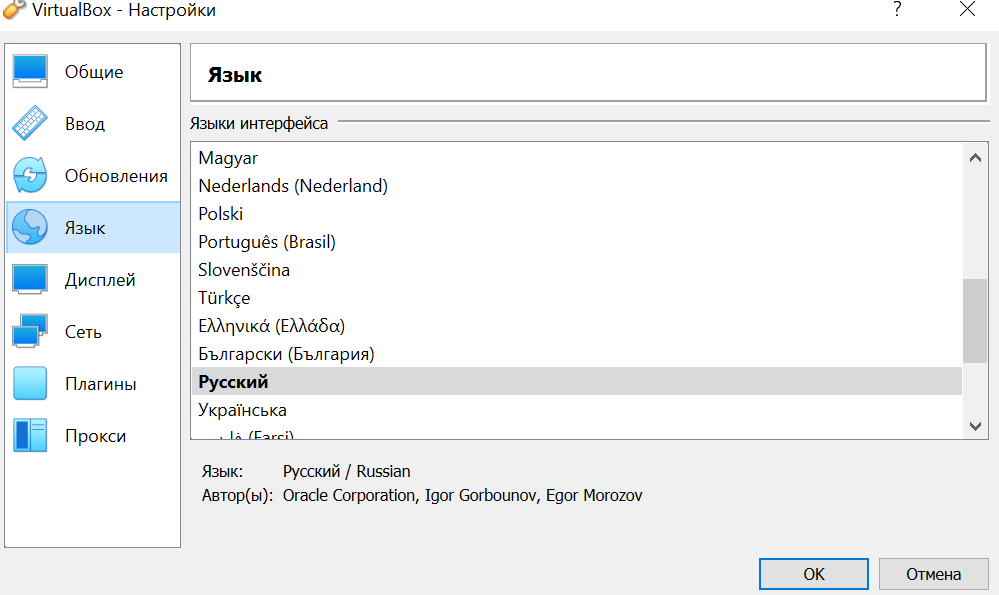 VirtualBox - Настройки ?
Общие
Ввод
Обновления
Язык
Дисплей
Сеть
Плагины
Прокси
Язык
Языки интерфейса
Magyar
Nederlands (Nederland)
Polski
Português (Brasil)
Slovenščina
Türkçe
Ελληνικά (Ελλάδα)
Български (България)
Русский
Українська
(Farsi)
Язык: Русский / Russian
Автор(ы): Oracle Corporation, Igor Gorbounov, Egor Morozov
OK Отмена